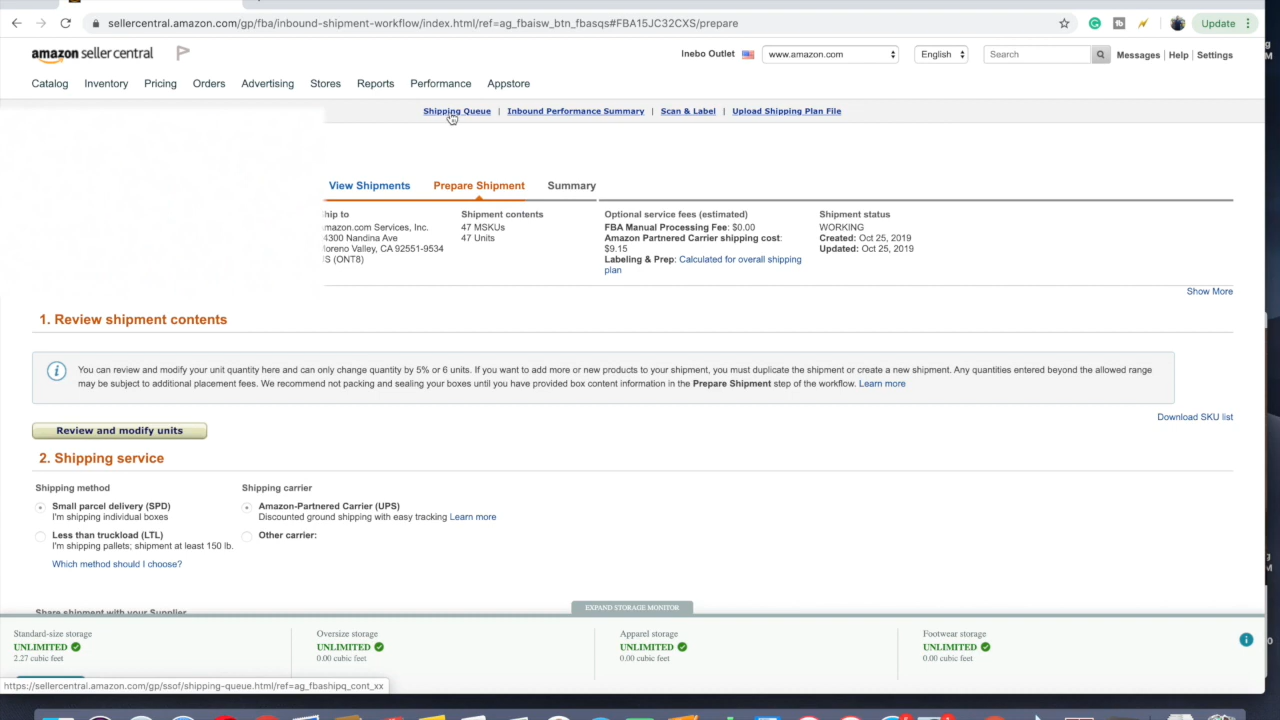 sellercentral.amazon.com/gp/fba/inbound-shipment-workflow/index.html/ref=ag_fbaisw_btn_fbasqs#FBA15JC32CXS/prepare
Update
amazon seller central
Inebo Outlet
www.amazon.com
English
Search
Messages | Help | Settings
Catalog Inventory Pricing Orders Advertising Stores Reports Performance Appstore
Shipping Queue | Inbound Performance Summary | Scan & Label | Upload Shipping Plan File
View Shipments Prepare Shipment Summary
hip to
mazon.com Services, Inc.
4300 Nandina Ave
oreno Valley, CA 92551-9534
S (ONT8)
Shipment contents
47 MSKUs
47 Units
Optional service fees (estimated)
FBA Manual Processing Fee: $0.00
Amazon Partnered Carrier shipping cost:
$9.15
Labeling & Prep: Calculated for overall shipping
plan
Shipment status
WORKING
Created: Oct 25, 2019
Updated: Oct 25, 2019
Show More
1. Review shipment contents
You can review and modify your unit quantity here and can only change quantity by 5% or 6 units. If you want to add more or new products to your shipment, you must duplicate the shipment or create a new shipment. Any quantities entered beyond the allowed range
may be subject to additional placement fees. We recommend not packing and sealing your boxes until you have provided box content information in the Prepare Shipment step of the workflow. Learn more
Download SKU list
Review and modify units
2. Shipping service
Shipping method
Small parcel delivery (SPD)
I'm shipping individual boxes
Less than truckload (LTL)
I'm shipping pallets; shipment at least 150 lb.
Which method should I choose?
Shipping carrier
Amazon-Partnered Carrier (UPS)
Discounted ground shipping with easy tracking Learn more
Other carrier:
Share shipment with your Supplier
EXPAND STORAGE MONITOR
Standard-size storage
UNLIMITED
2.27 cubic feet
Oversize storage
UNLIMITED
0.00 cubic feet
Apparel storage
UNLIMITED
0.00 cubic feet
Footwear storage
UNLIMITED
0.00 cubic feet
https://sellercentral.amazon.com/gp/ssof/shipping-queue.html/ref=ag_fbashipq_cont_xx